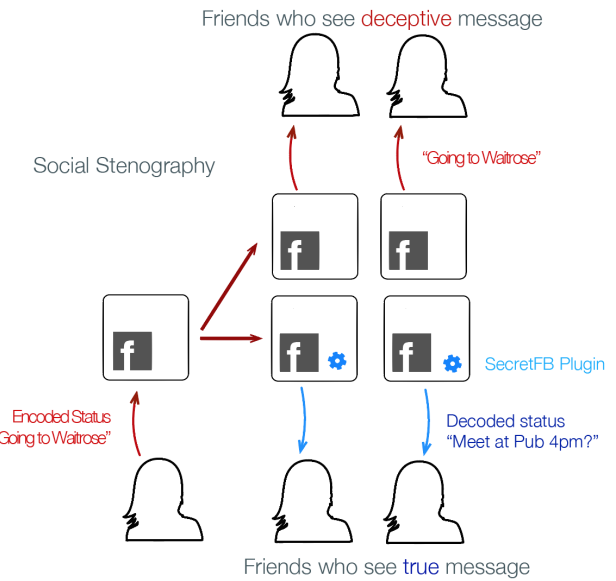 Friends who see deceptive message
"Going to Waitrose"
Social Stenography
f
f
f
f
f
SecretFB Plugin
Encoded Status
Going to Waitrose"
Decoded status
"Meet at Pub 4pm?"
Friends who see true message